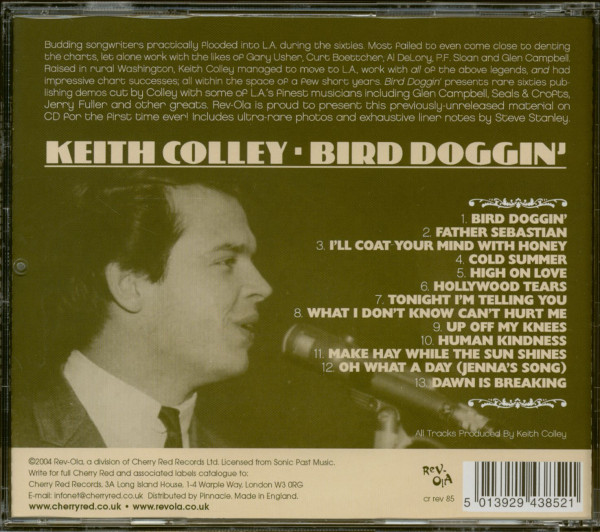 Budding songwriters practically flooded into L.A. during the sixties. Most failed to even come close to denting
the charts, let alone work with the likes of Gary Usher, Curt Boettcher, Al DeLory, P.F. Sloan and Glen Campbell.
Raised in rural Washington, Keith Colley managed to move to L.A., work with all of the above legends, and had
impressive chart successes; all within the space of a few short years. Bird Doggin' presents rare sixties pub-
lishing demos cut by Colley with some of L.A.'s finest musicians including Glen Campbell, Seals & Crofts,
Jerry Fuller and other greats. Rev-Ola is proud to present this previously-unreleased material on
CD for the first time ever! Includes ultra-rare photos and exhaustive liner notes by Steve Stanley.
KEITH COLLEY · BIRD DOGGIN'
1. BIRD DOGGIN'
2. FATHER SEBASTIAN
3. I'LL COAT YOUR MIND WITH HONEY
4. COLD SUMMER
5. HIGH ON LOVE
6. HOLLYWOOD TEARS
7. TONIGHT I'M TELLING YOU
8. WHAT I DON'T KNOW CAN'T HURT ME
9. UP OFF MY KNEES
10. HUMAN KINDNESS
11. MAKE HAY WHILE THE SUN SHINES
12. OH WHAT A DAY (JENNA'S SONG)
13. DAWN IS BREAKING
All Tracks Produced By Keith Colley
©2004 Rev-Ola, a division of Cherry Red Records Ltd. Licensed from Sonic Past Music.
Write for full Cherry Red and associated labels catalogue to:
Cherry Red Records, 3A Long Island House, 1-4 Warple Way, London W3 0RG
E-mail: infonet@cherryred.co.uk. Distributed by Pinnacle. Made in England.
www.cherryred.co.uk • www.revola.co.uk
REV-
OLA
cr rev 85
5 013929 438521